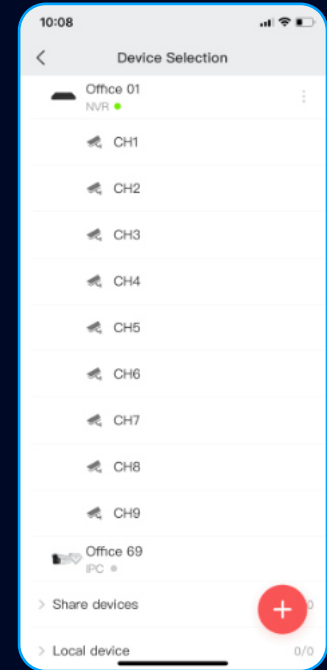 10:08
Device Selection
Office 01
NVR
CH1
CH2
CH3
CH4
CH5
CH6
CH7
CH8
CH9
Office 69
IPC
Share devices
Local device 0/0